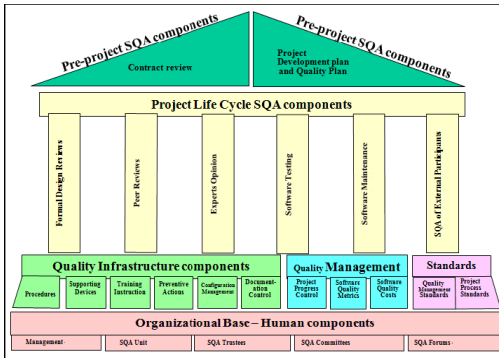 Pre-project SQA components
Pre-project SQA components
Contract review
Project
Development plan
and Quality Plan
Project Life Cycle SQA components
Formal Design Reviews
Peer Reviews
Experts Opinion
Software Testing
Software Maintenance
SQA of External Participants
Quality Infrastructure components
Quality Management
Standards
Procedures
Supporting
Devices
Training
Instruction
Preventive
Actions
Configuration
Management
Document-
ation
Control
Project
Progress
Control
Software
Quality
Metrics
Software
Quality
Costs
Quality
Management
Standards
Project
Process
Standards
Organizational Base – Human components
Management
SQA Unit
SQA Trustees
SQA Committees
SQA Forums